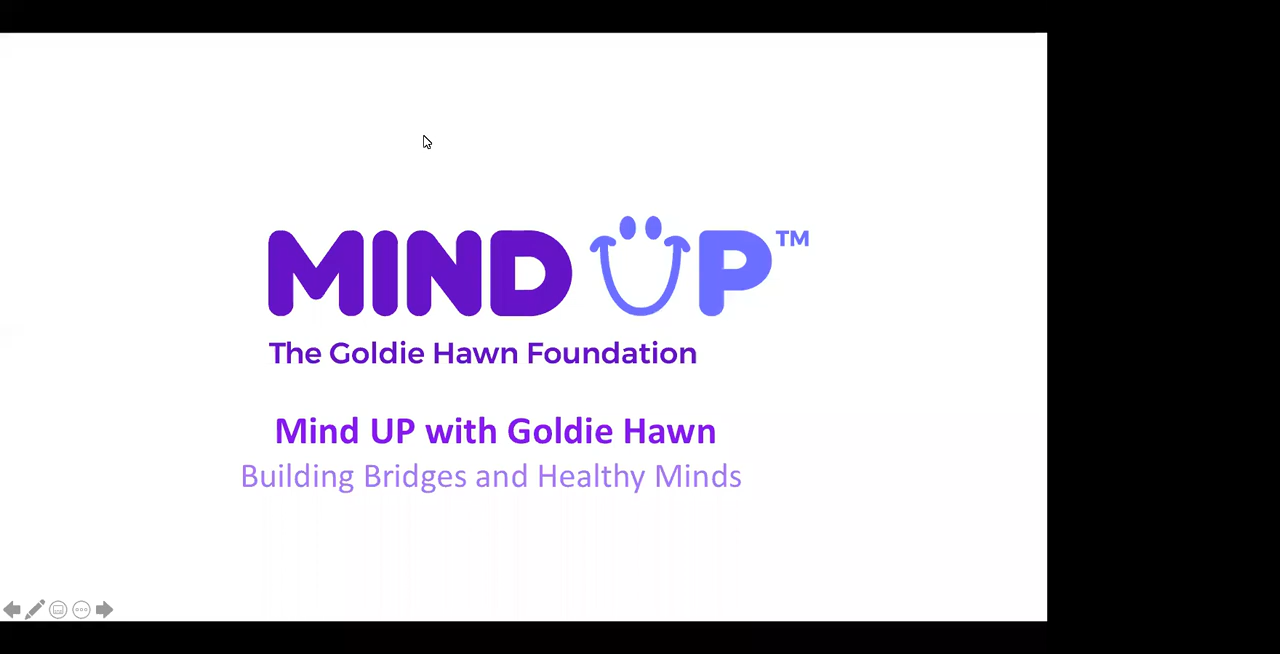 MIND UP™
The Goldie Hawn Foundation
Mind UP with Goldie Hawn
Building Bridges and Healthy Minds